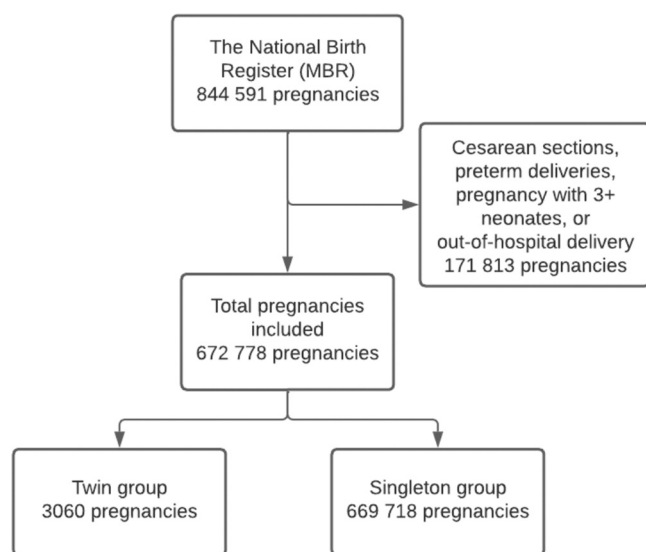 The National Birth
Register (MBR)
844 591 pregnancies
Cesarean sections,
preterm deliveries,
pregnancy with 3+
neonates, or
out-of-hospital delivery
171 813 pregnancies
Total pregnancies
included
672 778 pregnancies
Twin group
3060 pregnancies
Singleton group
669 718 pregnancies